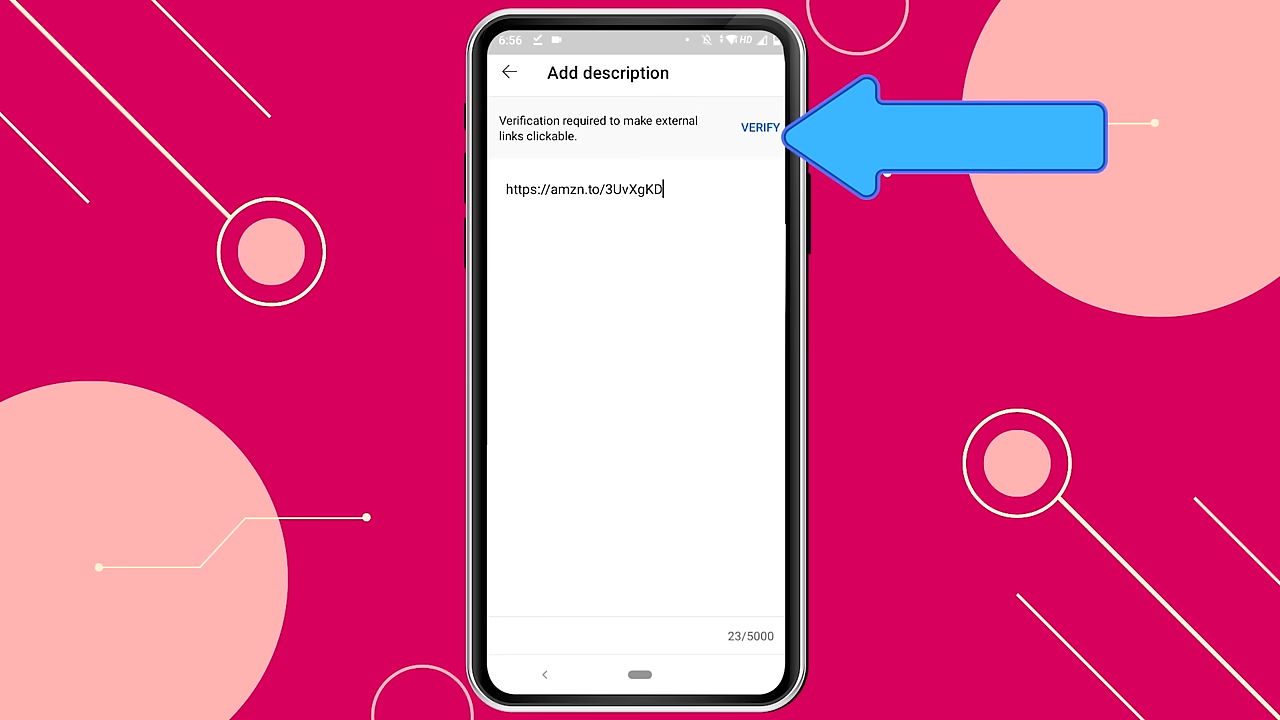 6:56 HD
Add description
Verification required to make external
links clickable.
VERIFY
https://amzn.to/3UvXgKD
23/5000